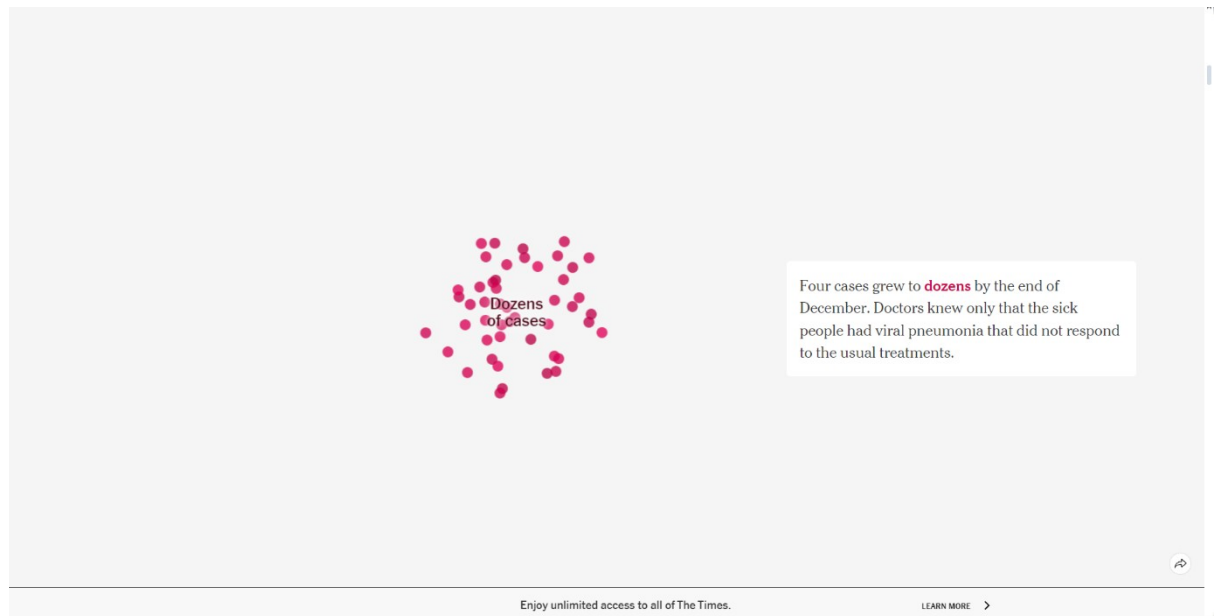 Dozens
of cases
Four cases grew to dozens by the end of
December. Doctors knew only that the sick
people had viral pneumonia that did not respond
to the usual treatments.
Enjoy unlimited access to all of The Times.
LEARN MORE